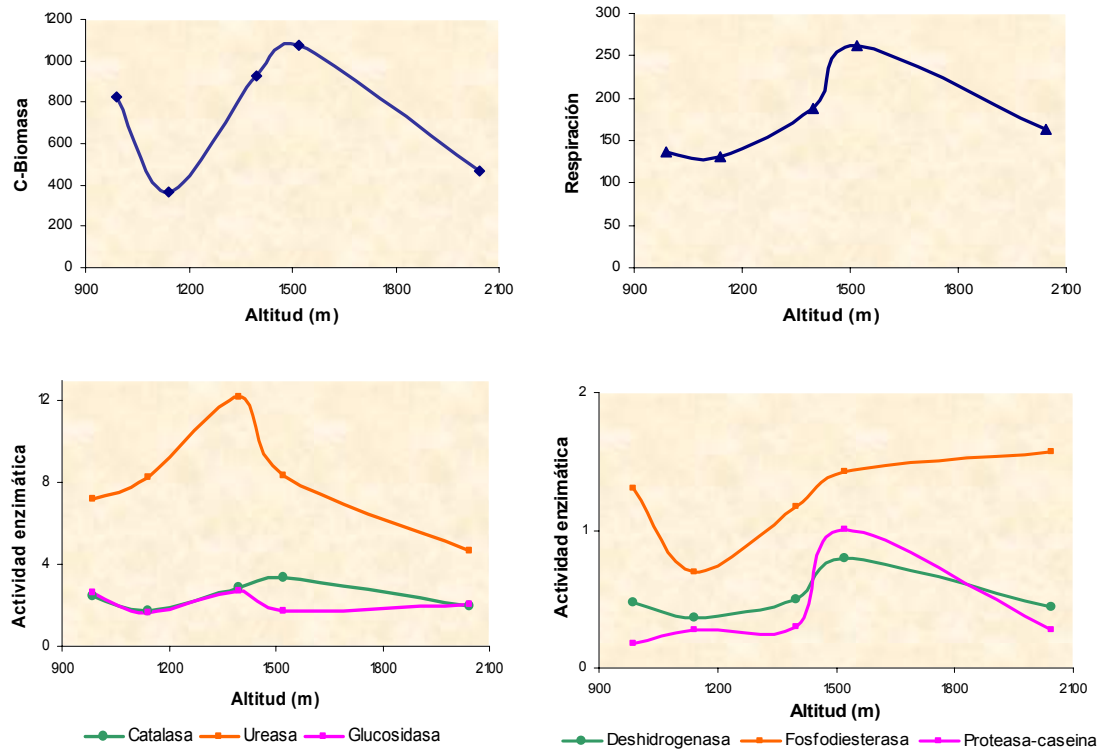 1200
1000
800
600
400
200
0
C-Biomasa
900 1200 1500 1800 2100
Altitud (m)
300
250
200
150
100
50
0
Respiración
900 1200 1500 1800 2100
Altitud (m)
12
8
4
0
Actividad enzimática
900 1200 1500 1800 2100
Altitud (m)
Catalasa Ureasa Glucosidasa
2
1
0
Actividad enzimática
900 1200 1500 1800 2100
Altitud (m)
Deshidrogenasa Fosfodiesterasa Proteasa-caseina